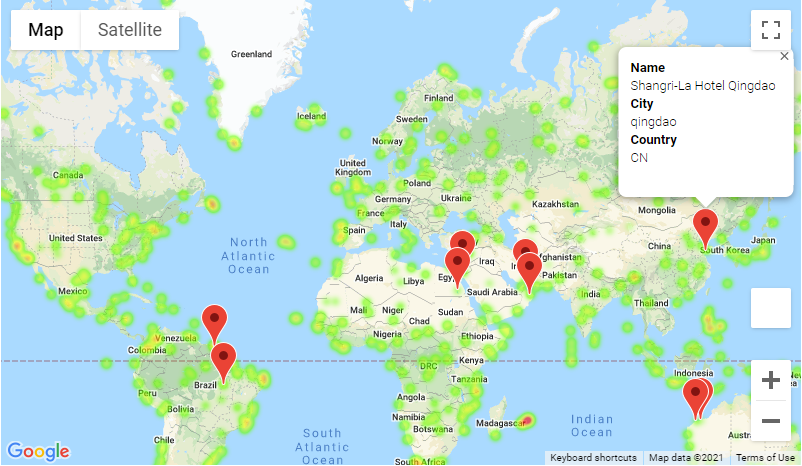 Map
Satellite
Greenland
Name
Shangri-La Hotel Qingdao
City
qingdao
Country
CN
Finland
Iceland
Sweden
Norway
Canada
United
Kingdom
Poland
Germany
Ukraine
Kazakhstan
France
Mongolia
Italy
Spain
United States
North
Atlantic
Ocean
China
South Korea
Japan
Iraq
Afghanistan
Algeria
Libya
Egypt
Pakistan
Mexico
Saudi Arabia
India
Mali
Niger
Sudan
Thailand
Chad
Venezuela
Nigeria
Ethiopia
Colombia
DRC
Kenya
Indonesia
Brazil
Tanzania
Peru
Angola
Bolivia
Namibia
Madagascar
Botswana
Indian
Ocean
Chile
South
Atlantic
Ocean
South Africa
Google
Keyboard shortcuts
Map data ©2021
Terms of Use